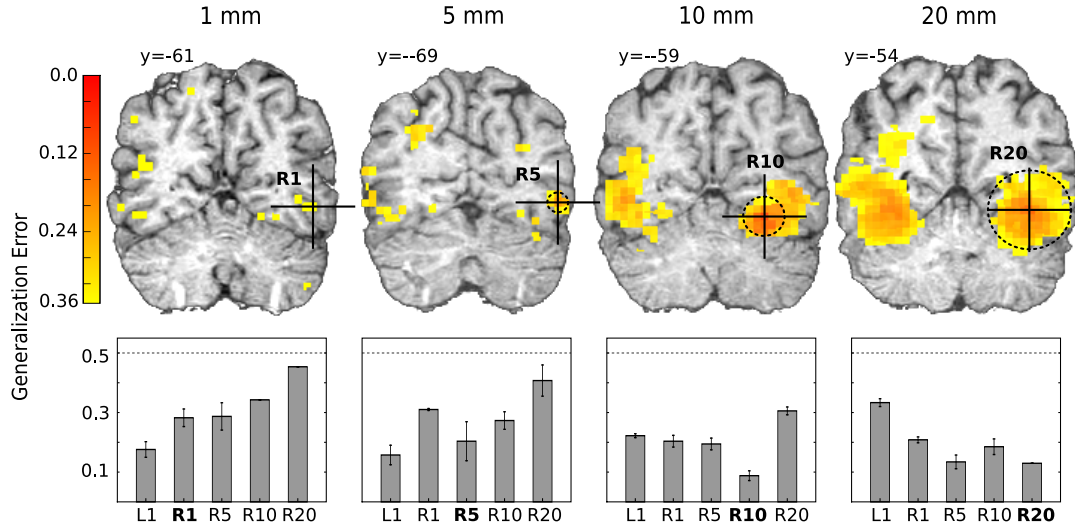 1 mm
5 mm
10 mm
20 mm
y=-61
y=--69
y=--59
y=-54
Generalization Error
0.0
0.12
0.24
0.36
R1
R5
R10
R20
0.5
0.3
0.1
L1 R1 R5 R10 R20
L1 R1 R5 R10 R20
L1 R1 R5 R10 R20
L1 R1 R5 R10 R20